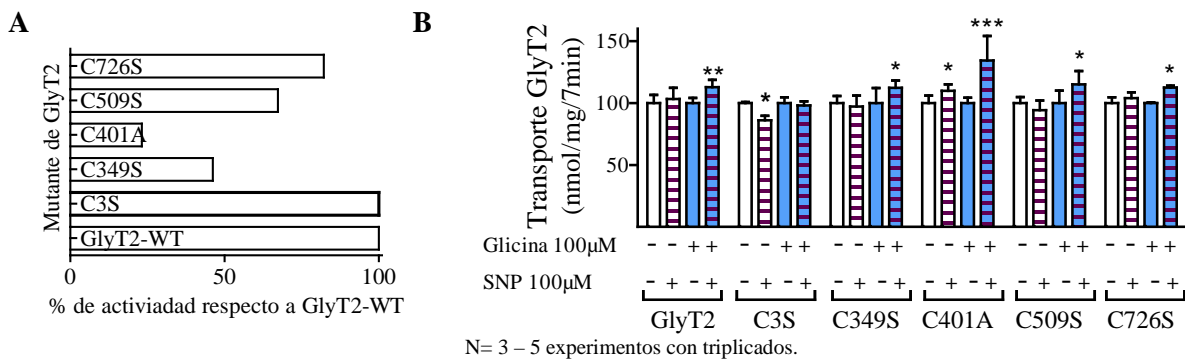 A
Mutante de GlyT2
C726S
C509S
C401A
C349S
C3S
GlyT2-WT
0 50 100
% de activiadad respecto a GlyT2-WT
B
Transporte GlyT2
(nmol/mg/7min)
150
100
50
** * * * *** * *
Glicina 100µM - - + + - - + + - - + + - - + + - - + + - - + +
SNP 100µM - + - + - + - + - + - + - + - + - + - + - + - +
GlyT2 C3S C349S C401A C509S C726S
N= 3 – 5 experimentos con triplicados.